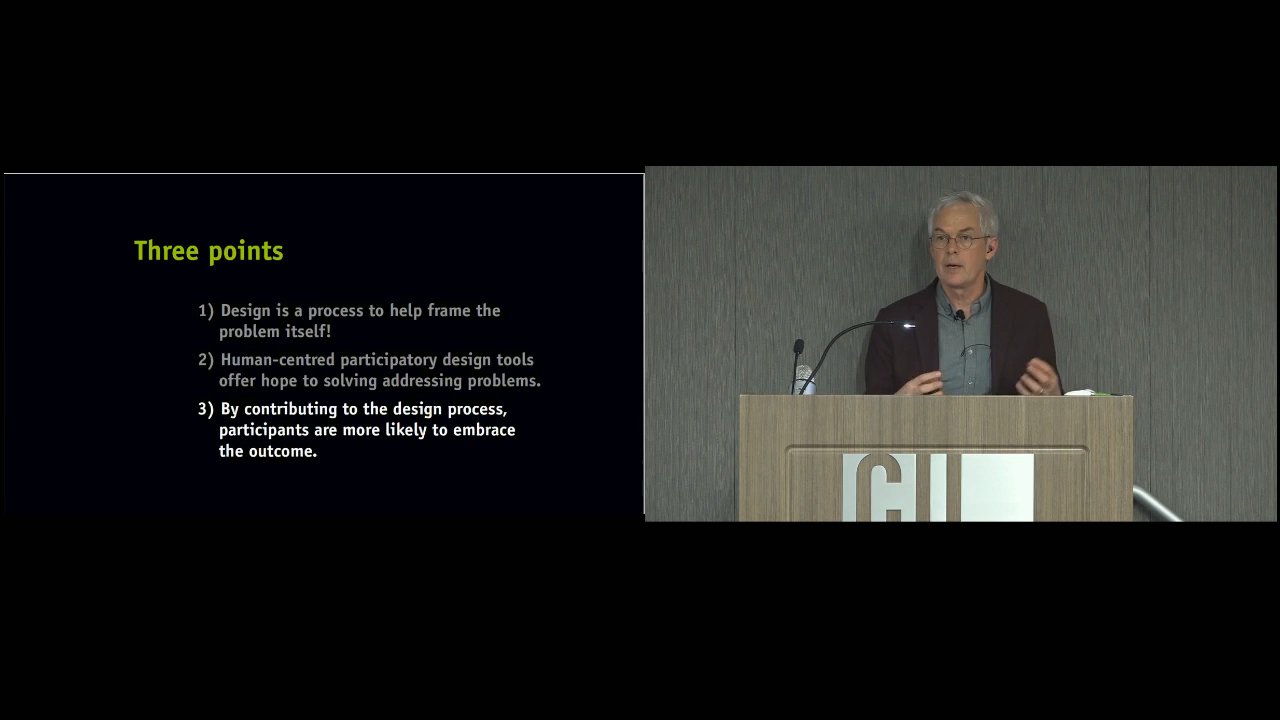 Three points
1) Design is a process to help frame the
problem itself!
2) Human-centred participatory design tools
offer hope to solving addressing problems.
3) By contributing to the design process,
participants are more likely to embrace
the outcome.